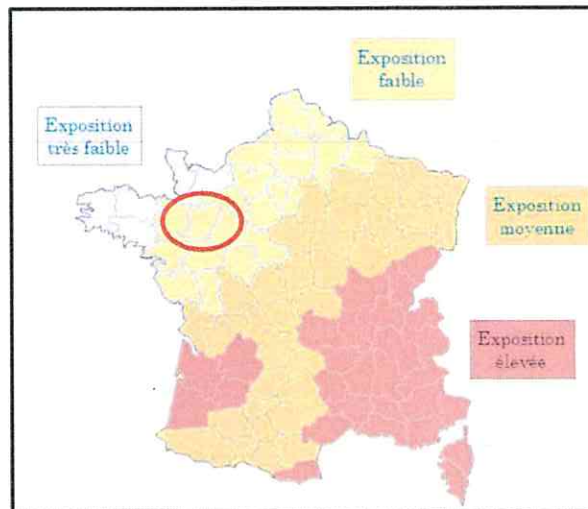 Exposition
faible
Exposition
très faible
Exposition
moyenne
Exposition
élevée